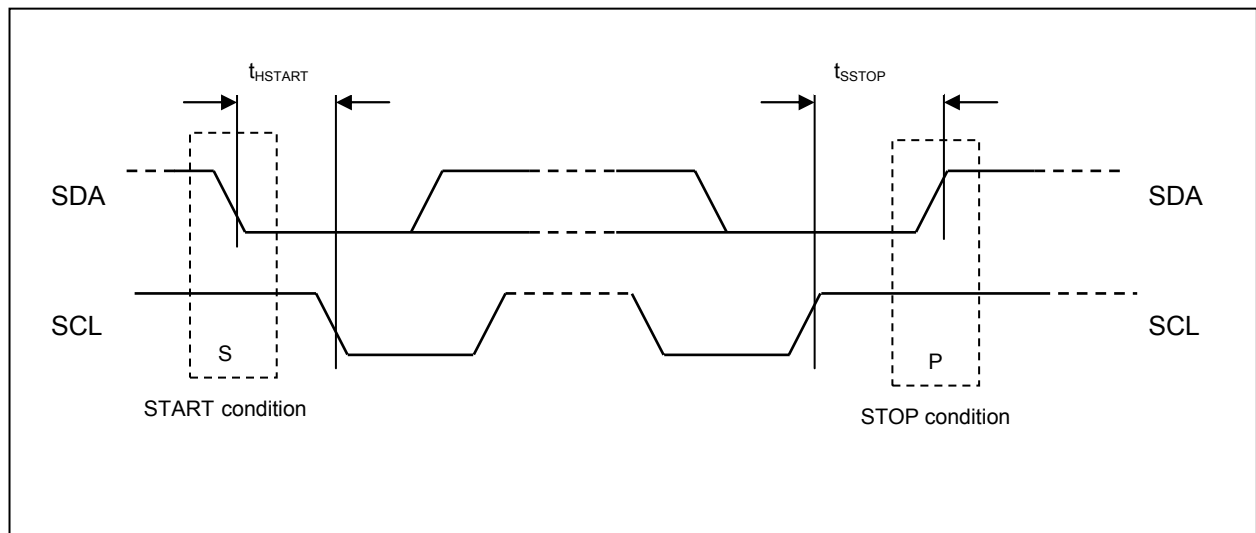 tHSTART
tSSTOP
SDA
SDA
SCL
SCL
S
P
START condition
STOP condition